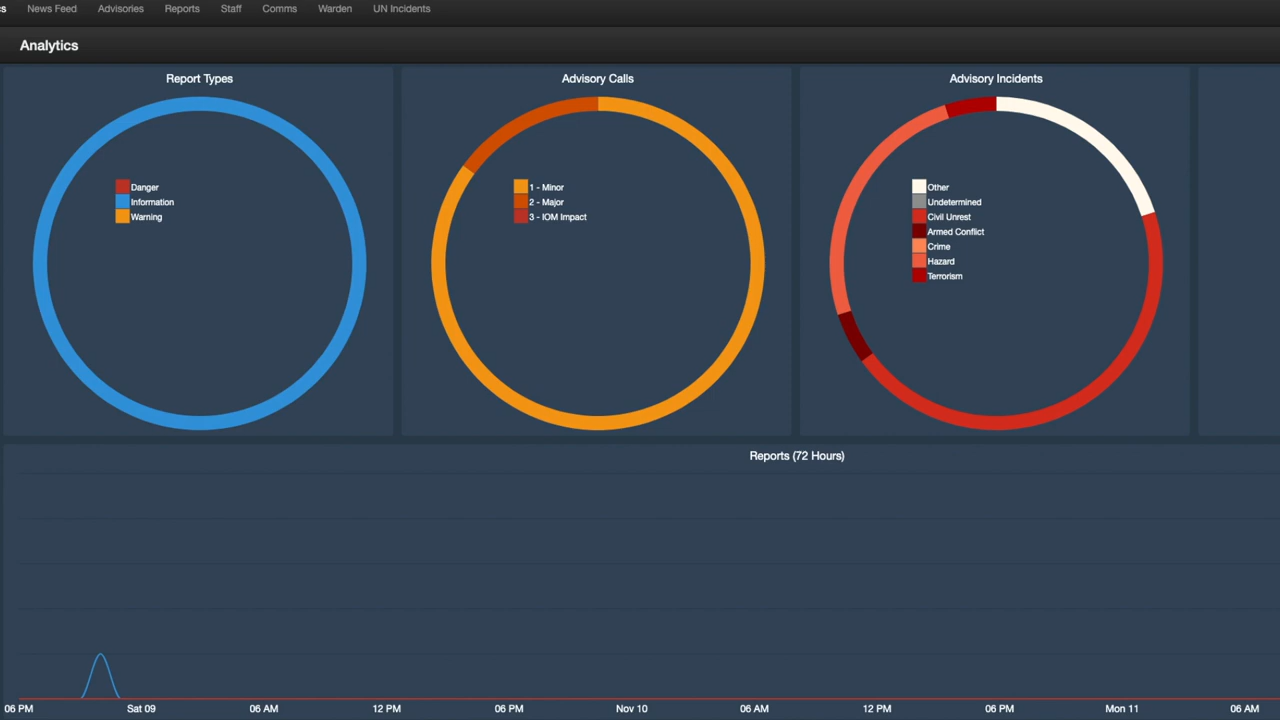 News Feed Advisories Reports Staff Comms Warden UN Incidents
Analytics
Report Types
Danger
Information
Warning
Advisory Calls
1 - Minor
2 - Major
3 - IOM Impact
Advisory Incidents
Other
Undetermined
Civil Unrest
Armed Conflict
Crime
Hazard
Terrorism
Reports (72 Hours)
06 PM Sat 09 06 AM 12 PM 06 PM Nov 10 06 AM 12 PM 06 PM Mon 11 06 AM